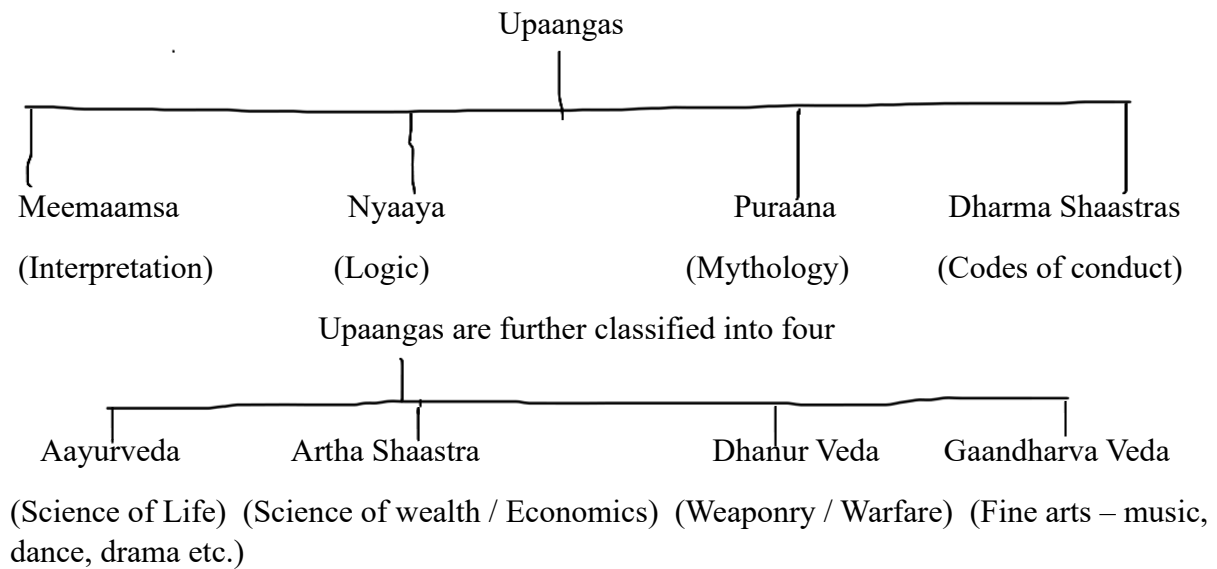 Upaangas
Meemaamsa Nyaaya Puraana Dharma Shaastras
(Interpretation) (Logic) (Mythology) (Codes of conduct)
Upaangas are further classified into four
Aayurveda Artha Shaastra Dhanur Veda Gaandharva Veda
(Science of Life) (Science of wealth / Economics) (Weaponry / Warfare) (Fine arts – music,
dance, drama etc.)